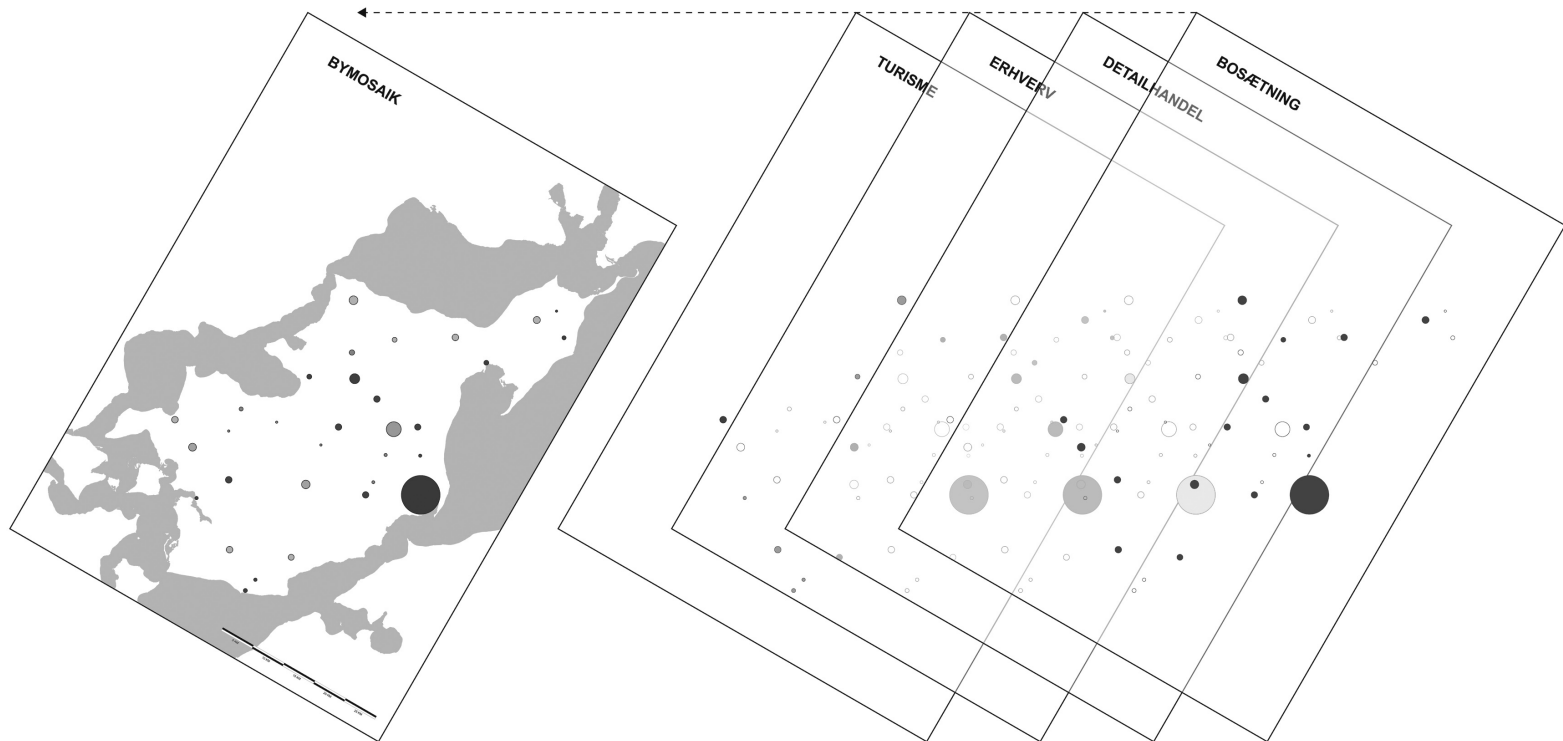 BYMOSAIK
TURISME
ERHVERV
DETAILHANDEL
BOSÆTNING